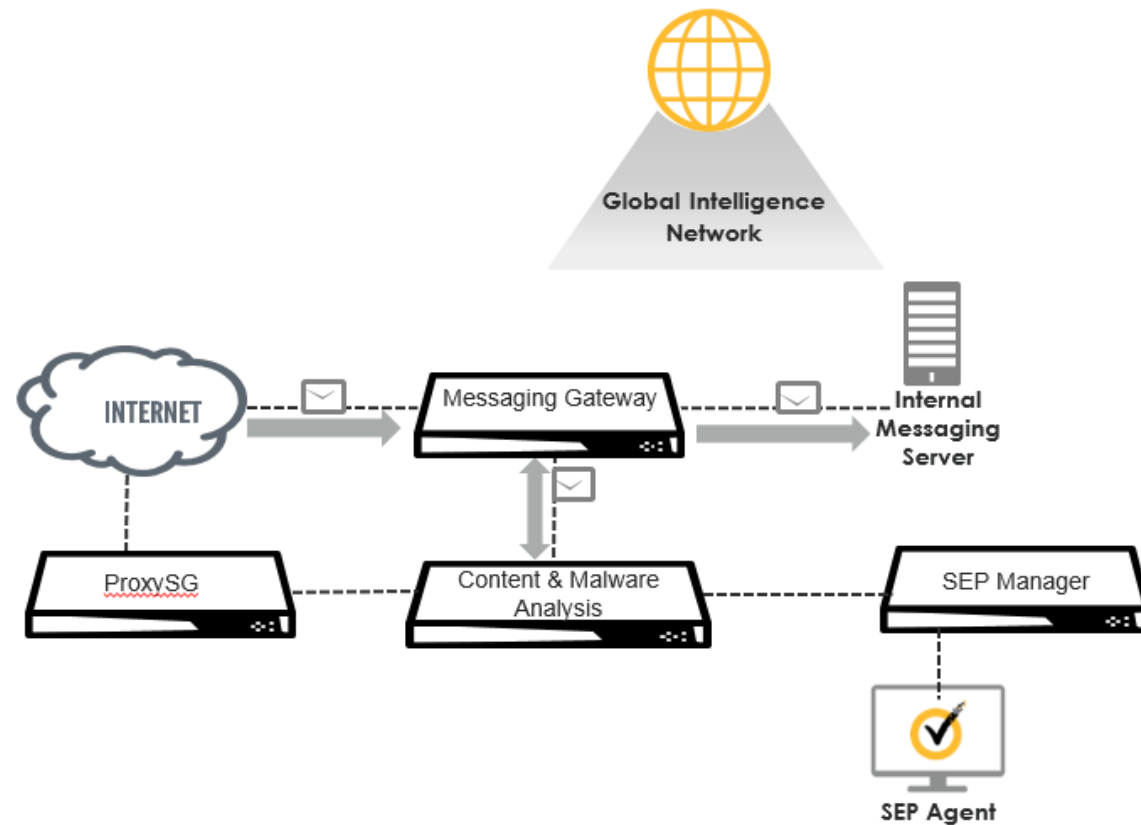 Global Intelligence
Network
INTERNET
Messaging Gateway
Internal
Messaging
Server
ProxySG
Content & Malware
Analysis
SEP Manager
SEP Agent